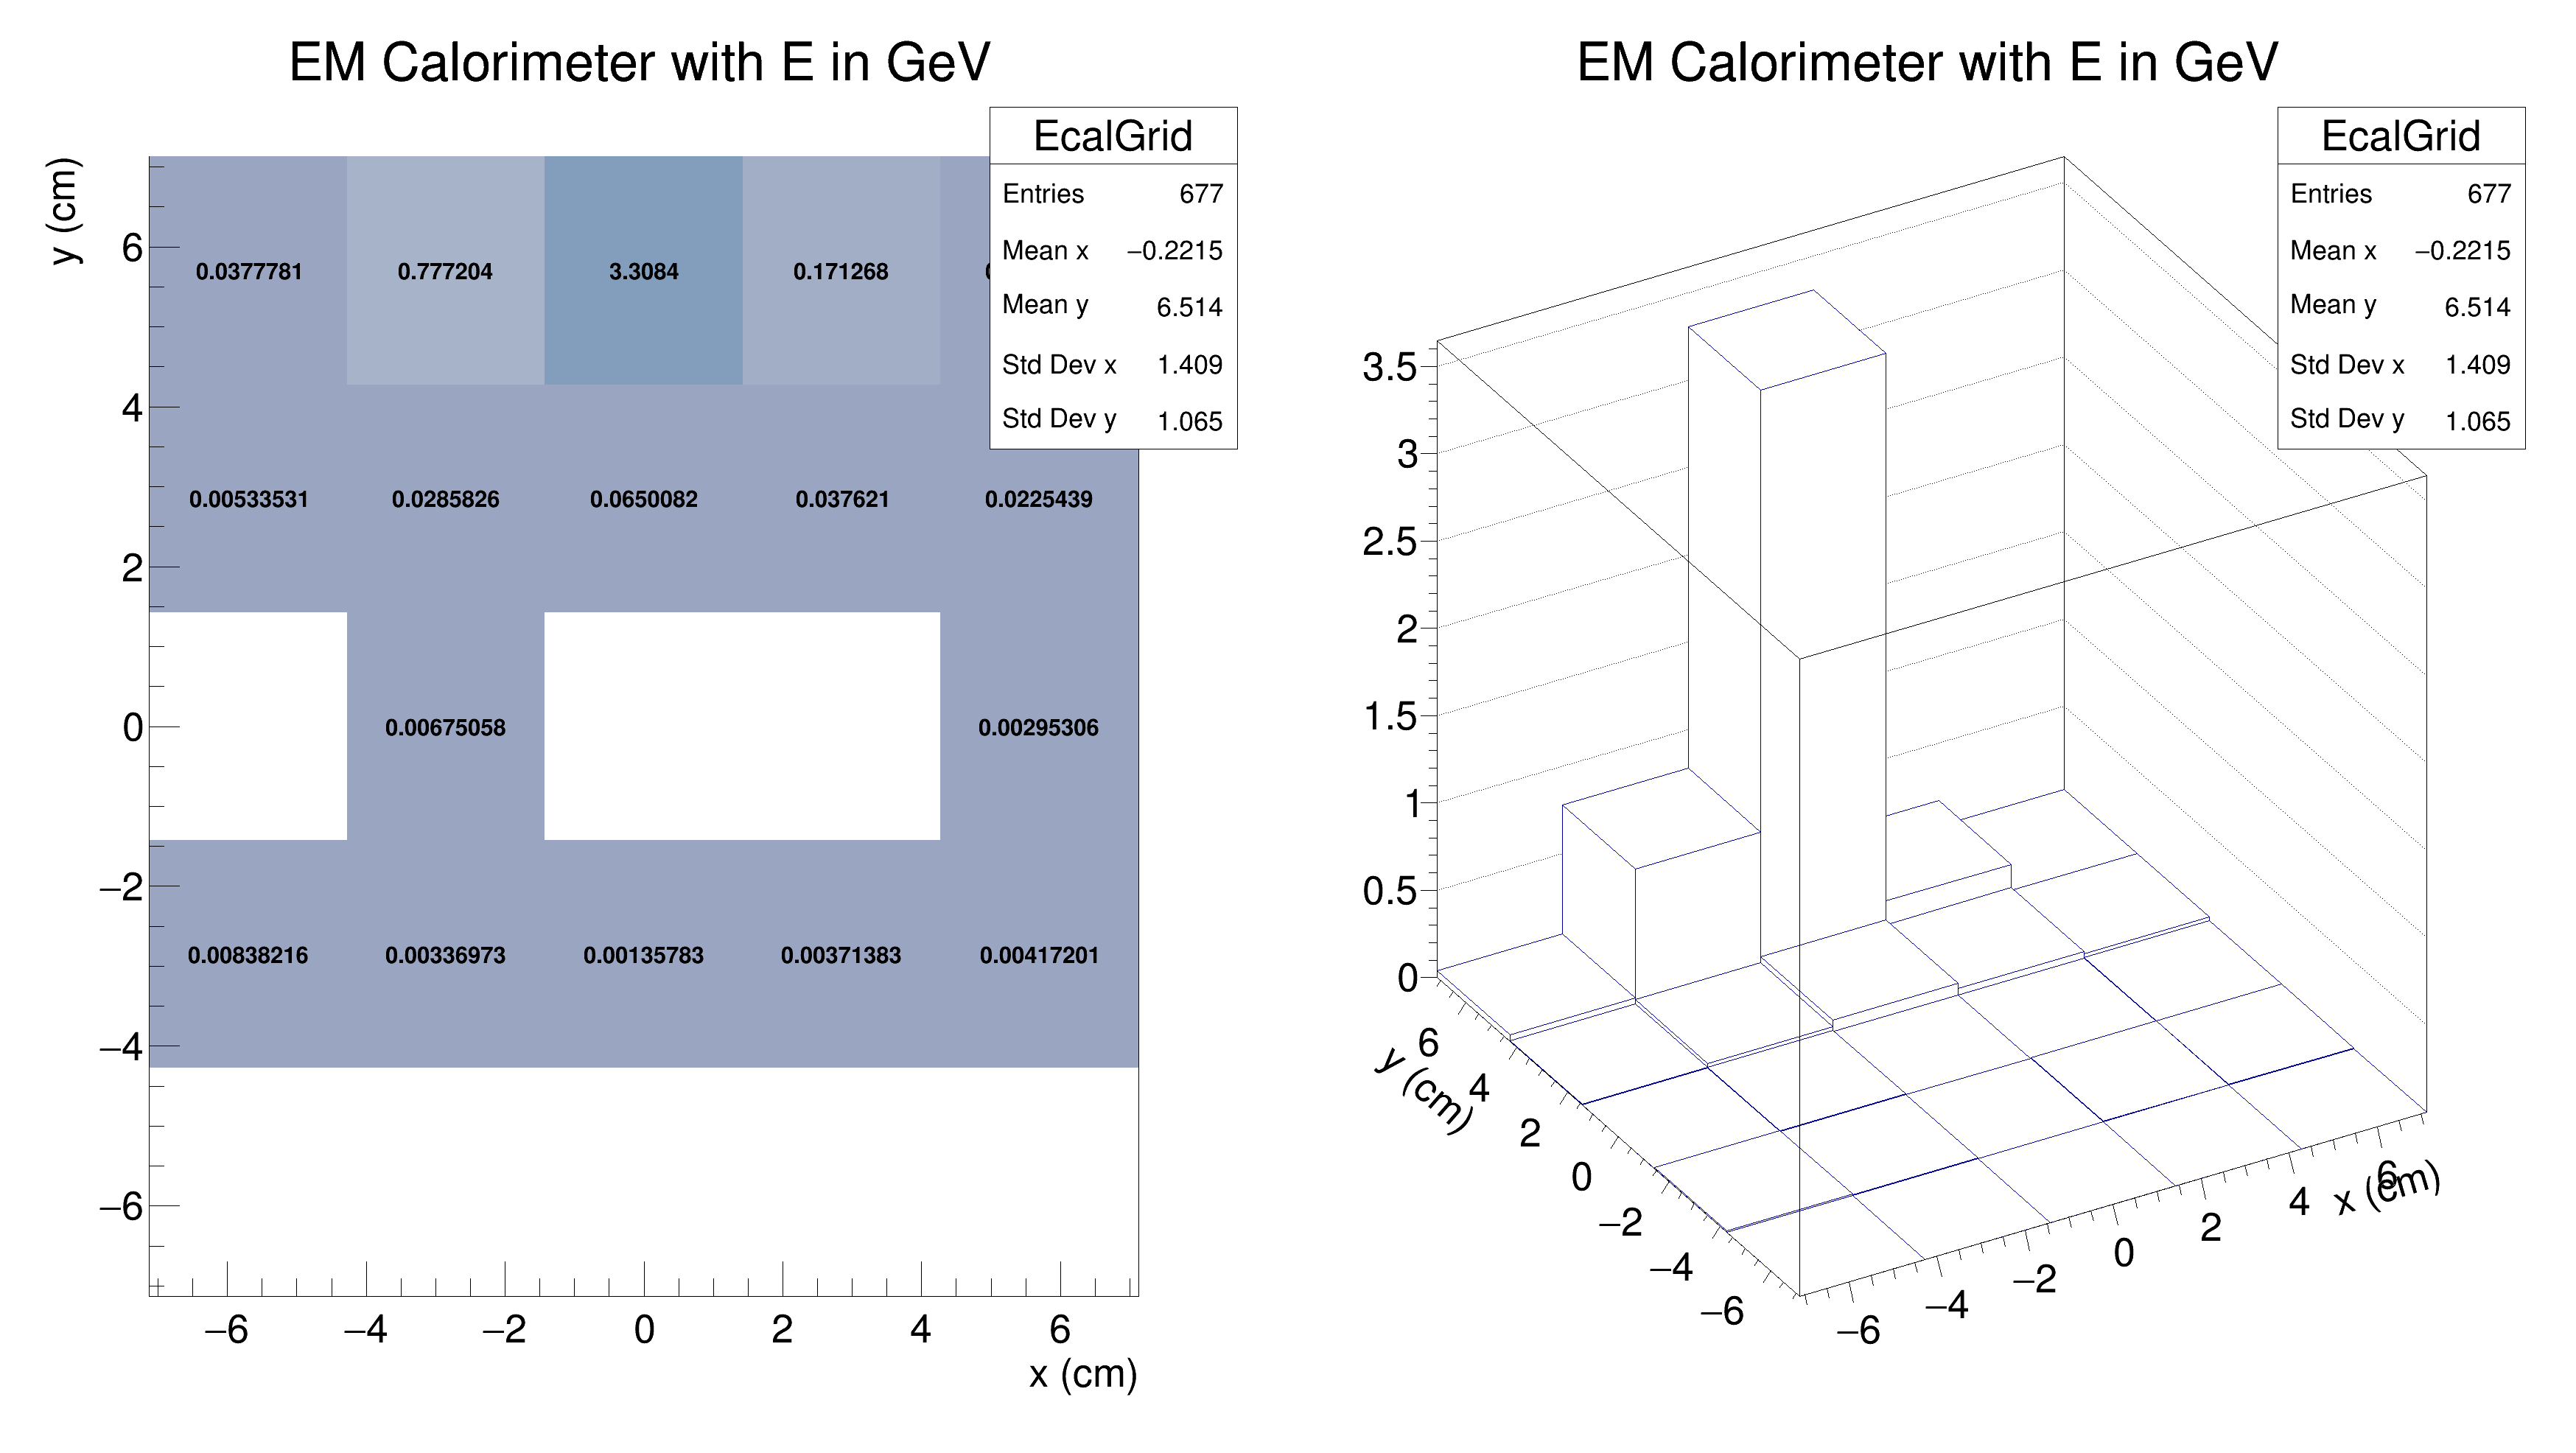 EM Calorimeter with E in GeV
EcalGrid
Entries 677
Mean x −0.2215
Mean y 6.514
Std Dev x 1.409
Std Dev y 1.065
y (cm)
6
4
2
0
−2
−4
−6
0.0377781 0.777204 3.3084 0.171268
0.00533531 0.0285826 0.0650082 0.037621 0.0225439
0.00675058 0.00295306
0.00838216 0.00336973 0.00135783 0.00371383 0.00417201
−6 −4 −2 0 2 4 6
x (cm)
EM Calorimeter with E in GeV
EcalGrid
Entries 677
Mean x −0.2215
Mean y 6.514
Std Dev x 1.409
Std Dev y 1.065
3.5
3
2.5
2
1.5
1
0.5
0
6
4
2
0
−2
−4
−6
y (cm)
−6
−4
−2
0
2
4
6
x (cm)